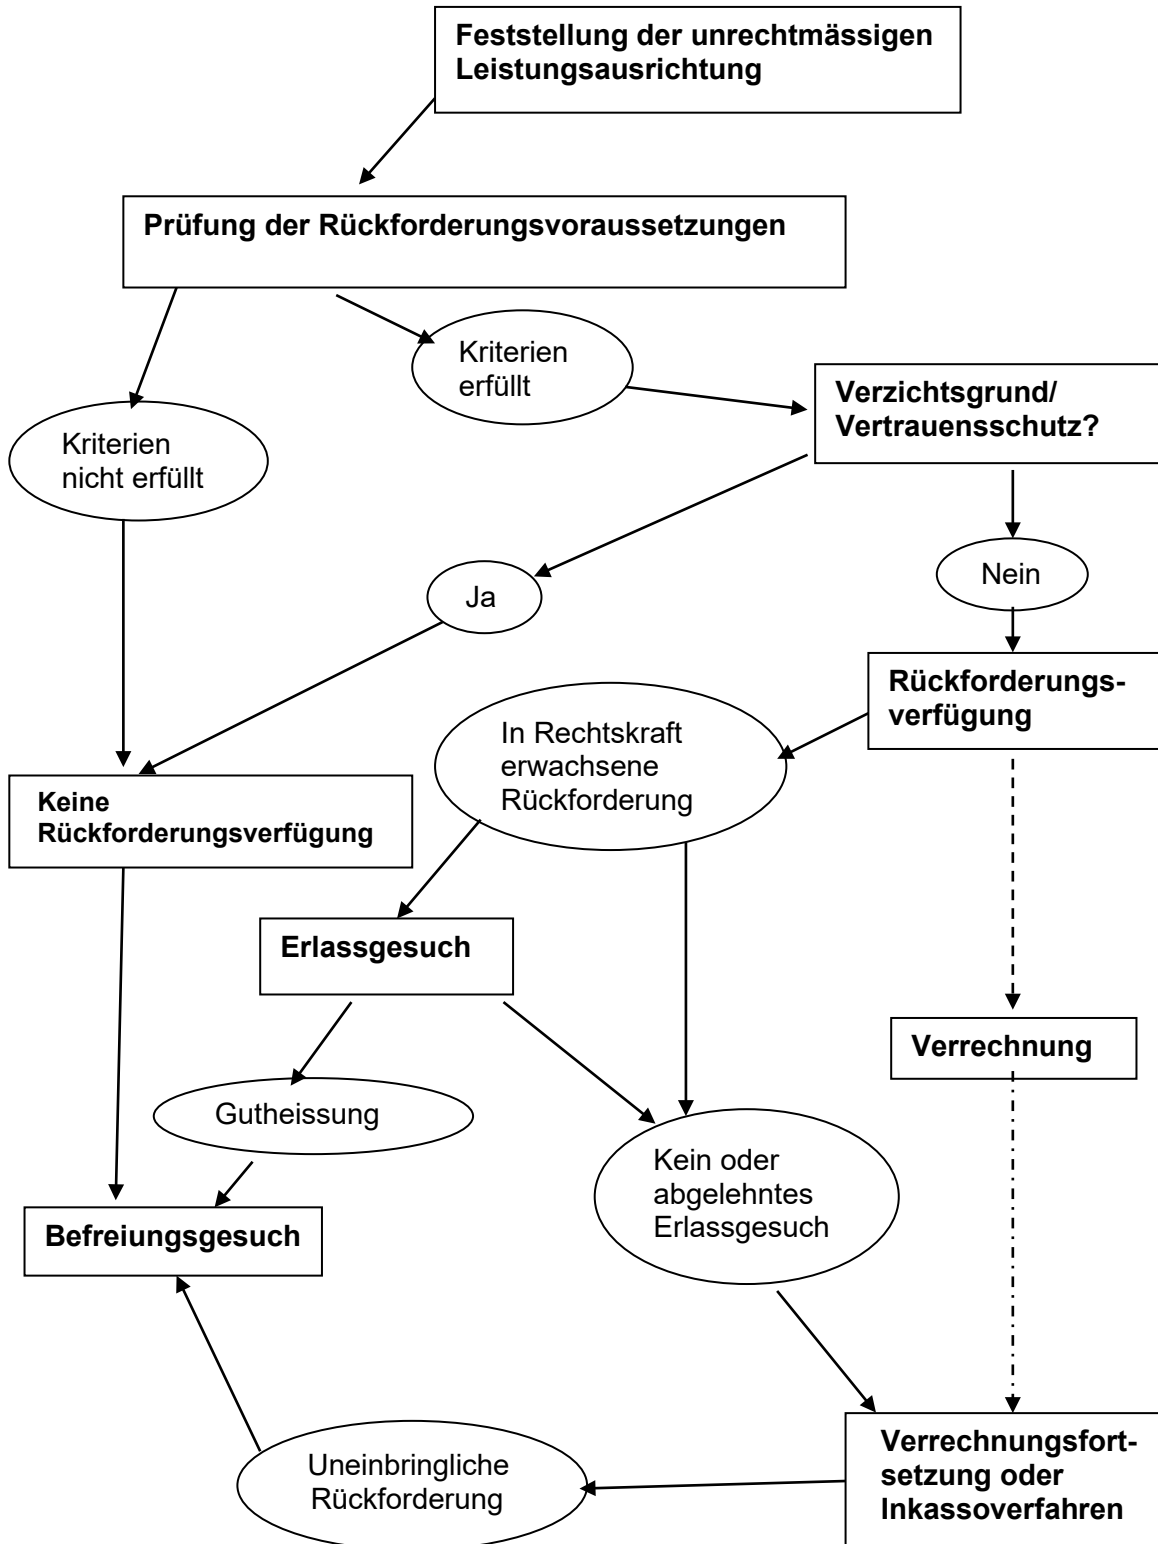 Feststellung der unrechtmässigen
Leistungsausrichtung
Prüfung der Rückforderungsvoraussetzungen
Kriterien
erfüllt
Verzichtsgrund/
Vertrauensschutz?
Kriterien
nicht erfüllt
Nein
Ja
Rückforderungs-
verfügung
In Rechtskraft
erwachsene
Rückforderung
Keine
Rückforderungsverfügung
Erlassgesuch
Verrechnung
Gutheissung
Kein oder
abgelehntes
Erlassgesuch
Befreiungsgesuch
Verrechnungsfort-
setzung oder
Inkassoverfahren
Uneinbringliche
Rückforderung